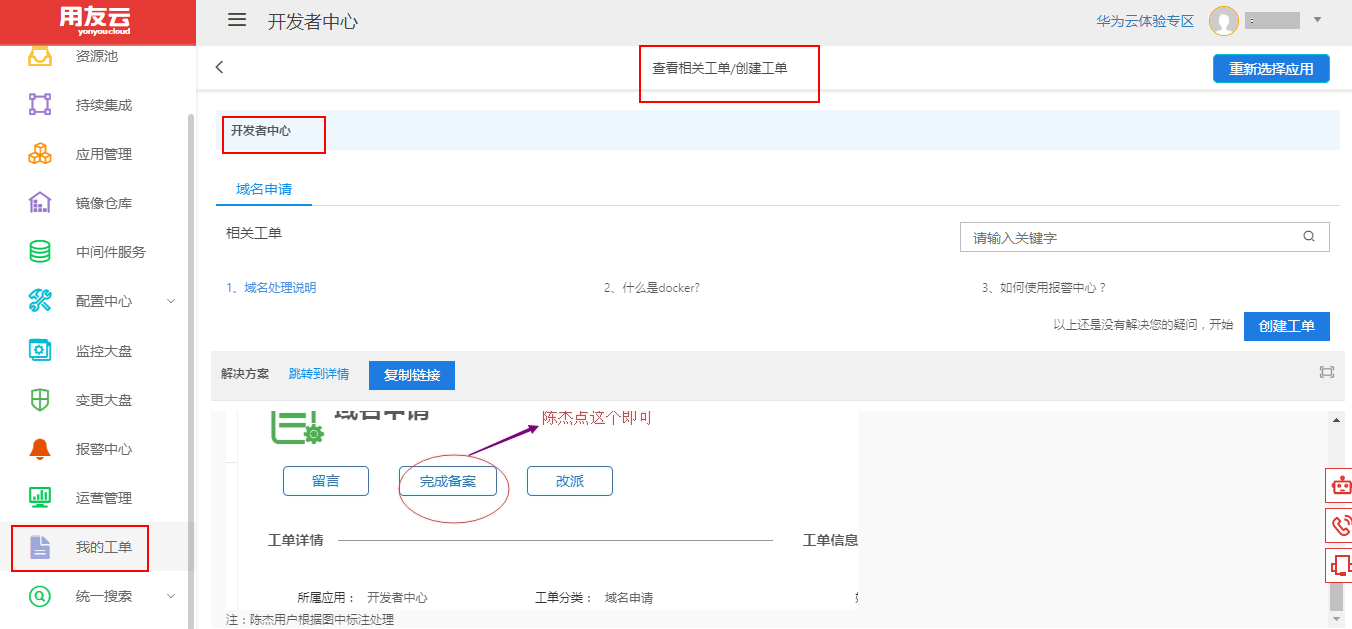 用友云
yonyoucloud
开发者中心
华为云体验专区
资源池
持续集成
应用管理
镜像仓库
中间件服务
配置中心
监控大盘
变更大盘
报警中心
运营管理
我的工单
统一搜索
查看相关工单/创建工单
重新选择应用
开发者中心
域名申请
相关工单
请输入关键字
1、域名处理说明
2、什么是docker?
3、如何使用报警中心？
以上还是没有解决您的疑问，开始
创建工单
解决方案
跳转到详情
复制链接
域名申请
陈杰点这个即可
留言
完成备案
改派
工单详情
工单信息
所属应用： 开发者中心
工单分类： 域名申请
注：陈杰用户根据图中标注处理